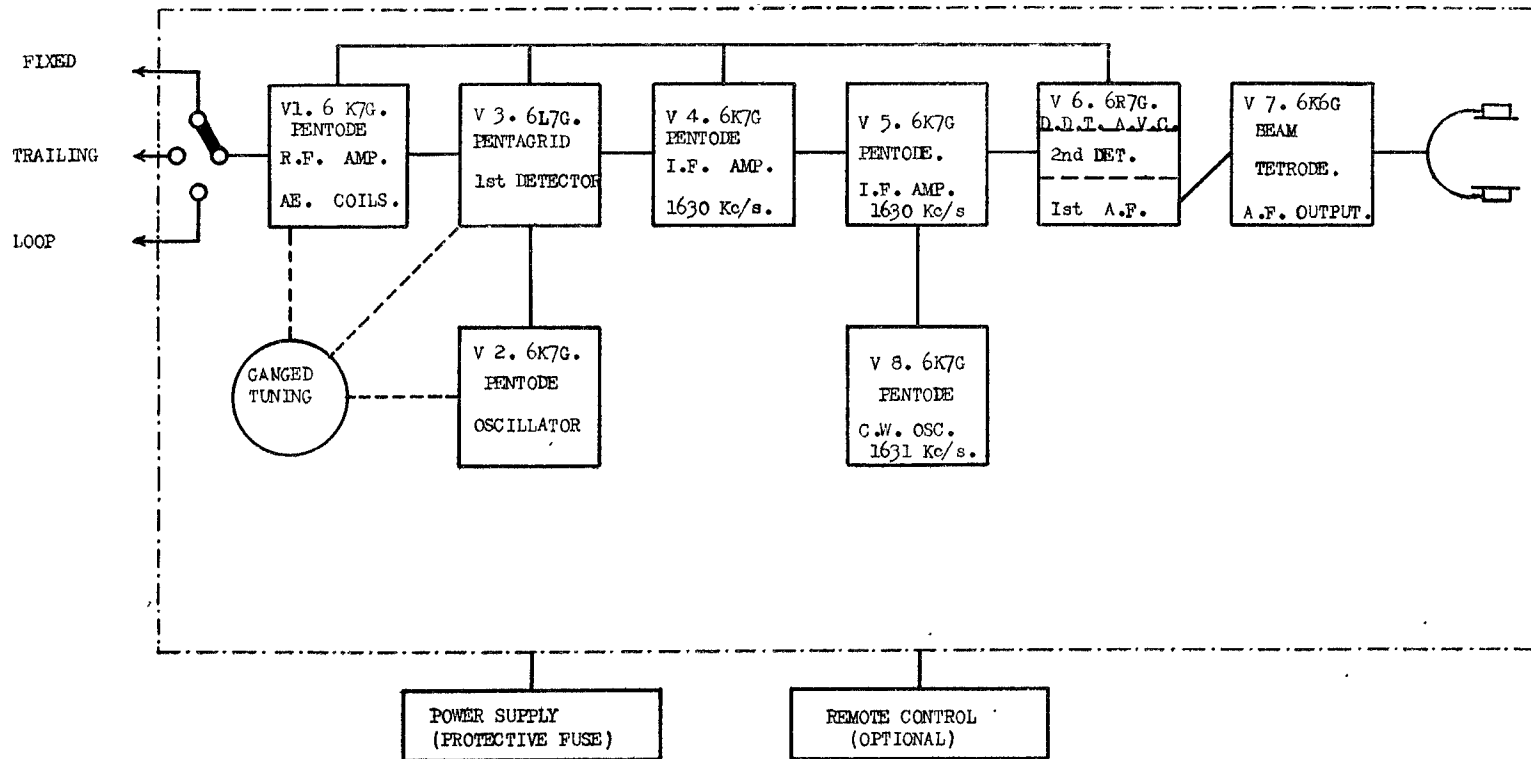 FIXED
TRAILING
LOOP
V1. 6 K7G.
PENTODE
R.F. AMP.
AE. COILS.
V 3. 6L7G.
PENTAGRID
1st DETECTOR
V 4. 6K7G
PENTODE
I.F. AMP.
1630 Kc/s.
V 5. 6K7G
PENTODE.
I.F. AMP.
1630 Kc/s
V 6. 6R7G.
D.D.T. A.V.C.
2nd DET.
1st A.F.
V 7. 6K6G
BEAM
TETRODE.
A.F. OUTPUT.
GANGED
TUNING
V 2. 6K7G.
PENTODE
OSCILLATOR
V 8. 6K7G
PENTODE
C.W. OSC.
1631 Kc/s.
POWER SUPPLY
(PROTECTIVE FUSE)
REMOTE CONTROL
(OPTIONAL)